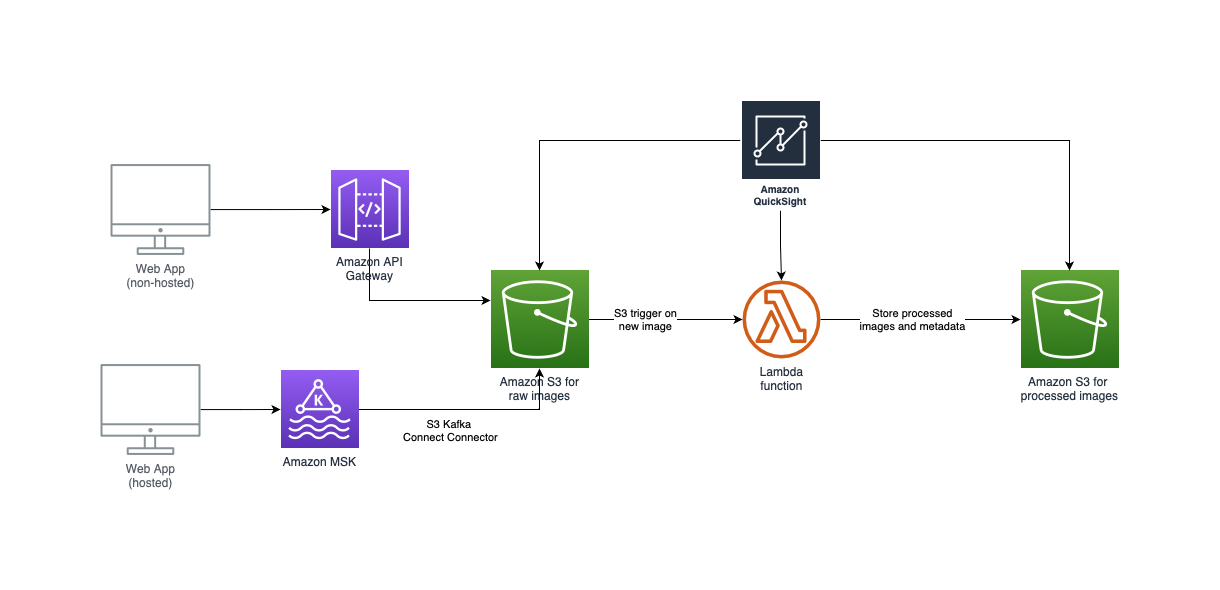 Amazon
QuickSight
Web App
(non-hosted)
Amazon API
Gateway
S3 trigger on
new image
Lambda
function
Store processed
images and metadata
Amazon S3 for
raw images
Amazon S3 for
processed images
K
Web App
(hosted)
Amazon MSK
S3 Kafka
Connect Connector